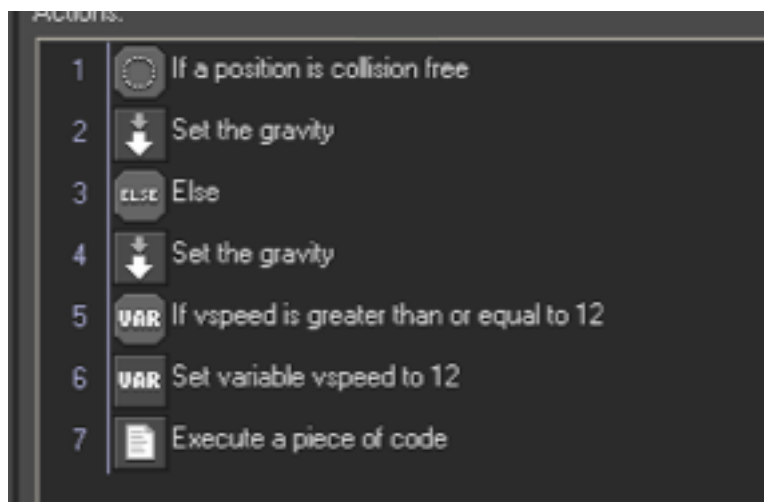 Actions:
1 If a position is collision free
2 Set the gravity
3 ELSE Else
4 Set the gravity
5 VAR If vspeed is greater than or equal to 12
6 VAR Set variable vspeed to 12
7 Execute a piece of code